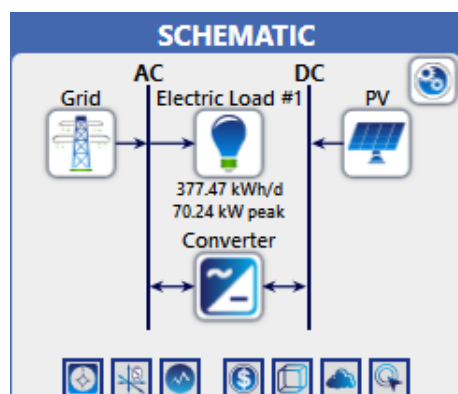 SCHEMATIC
AC DC
Grid Electric Load #1 PV
377.47 kWh/d
70.24 kW peak
Converter